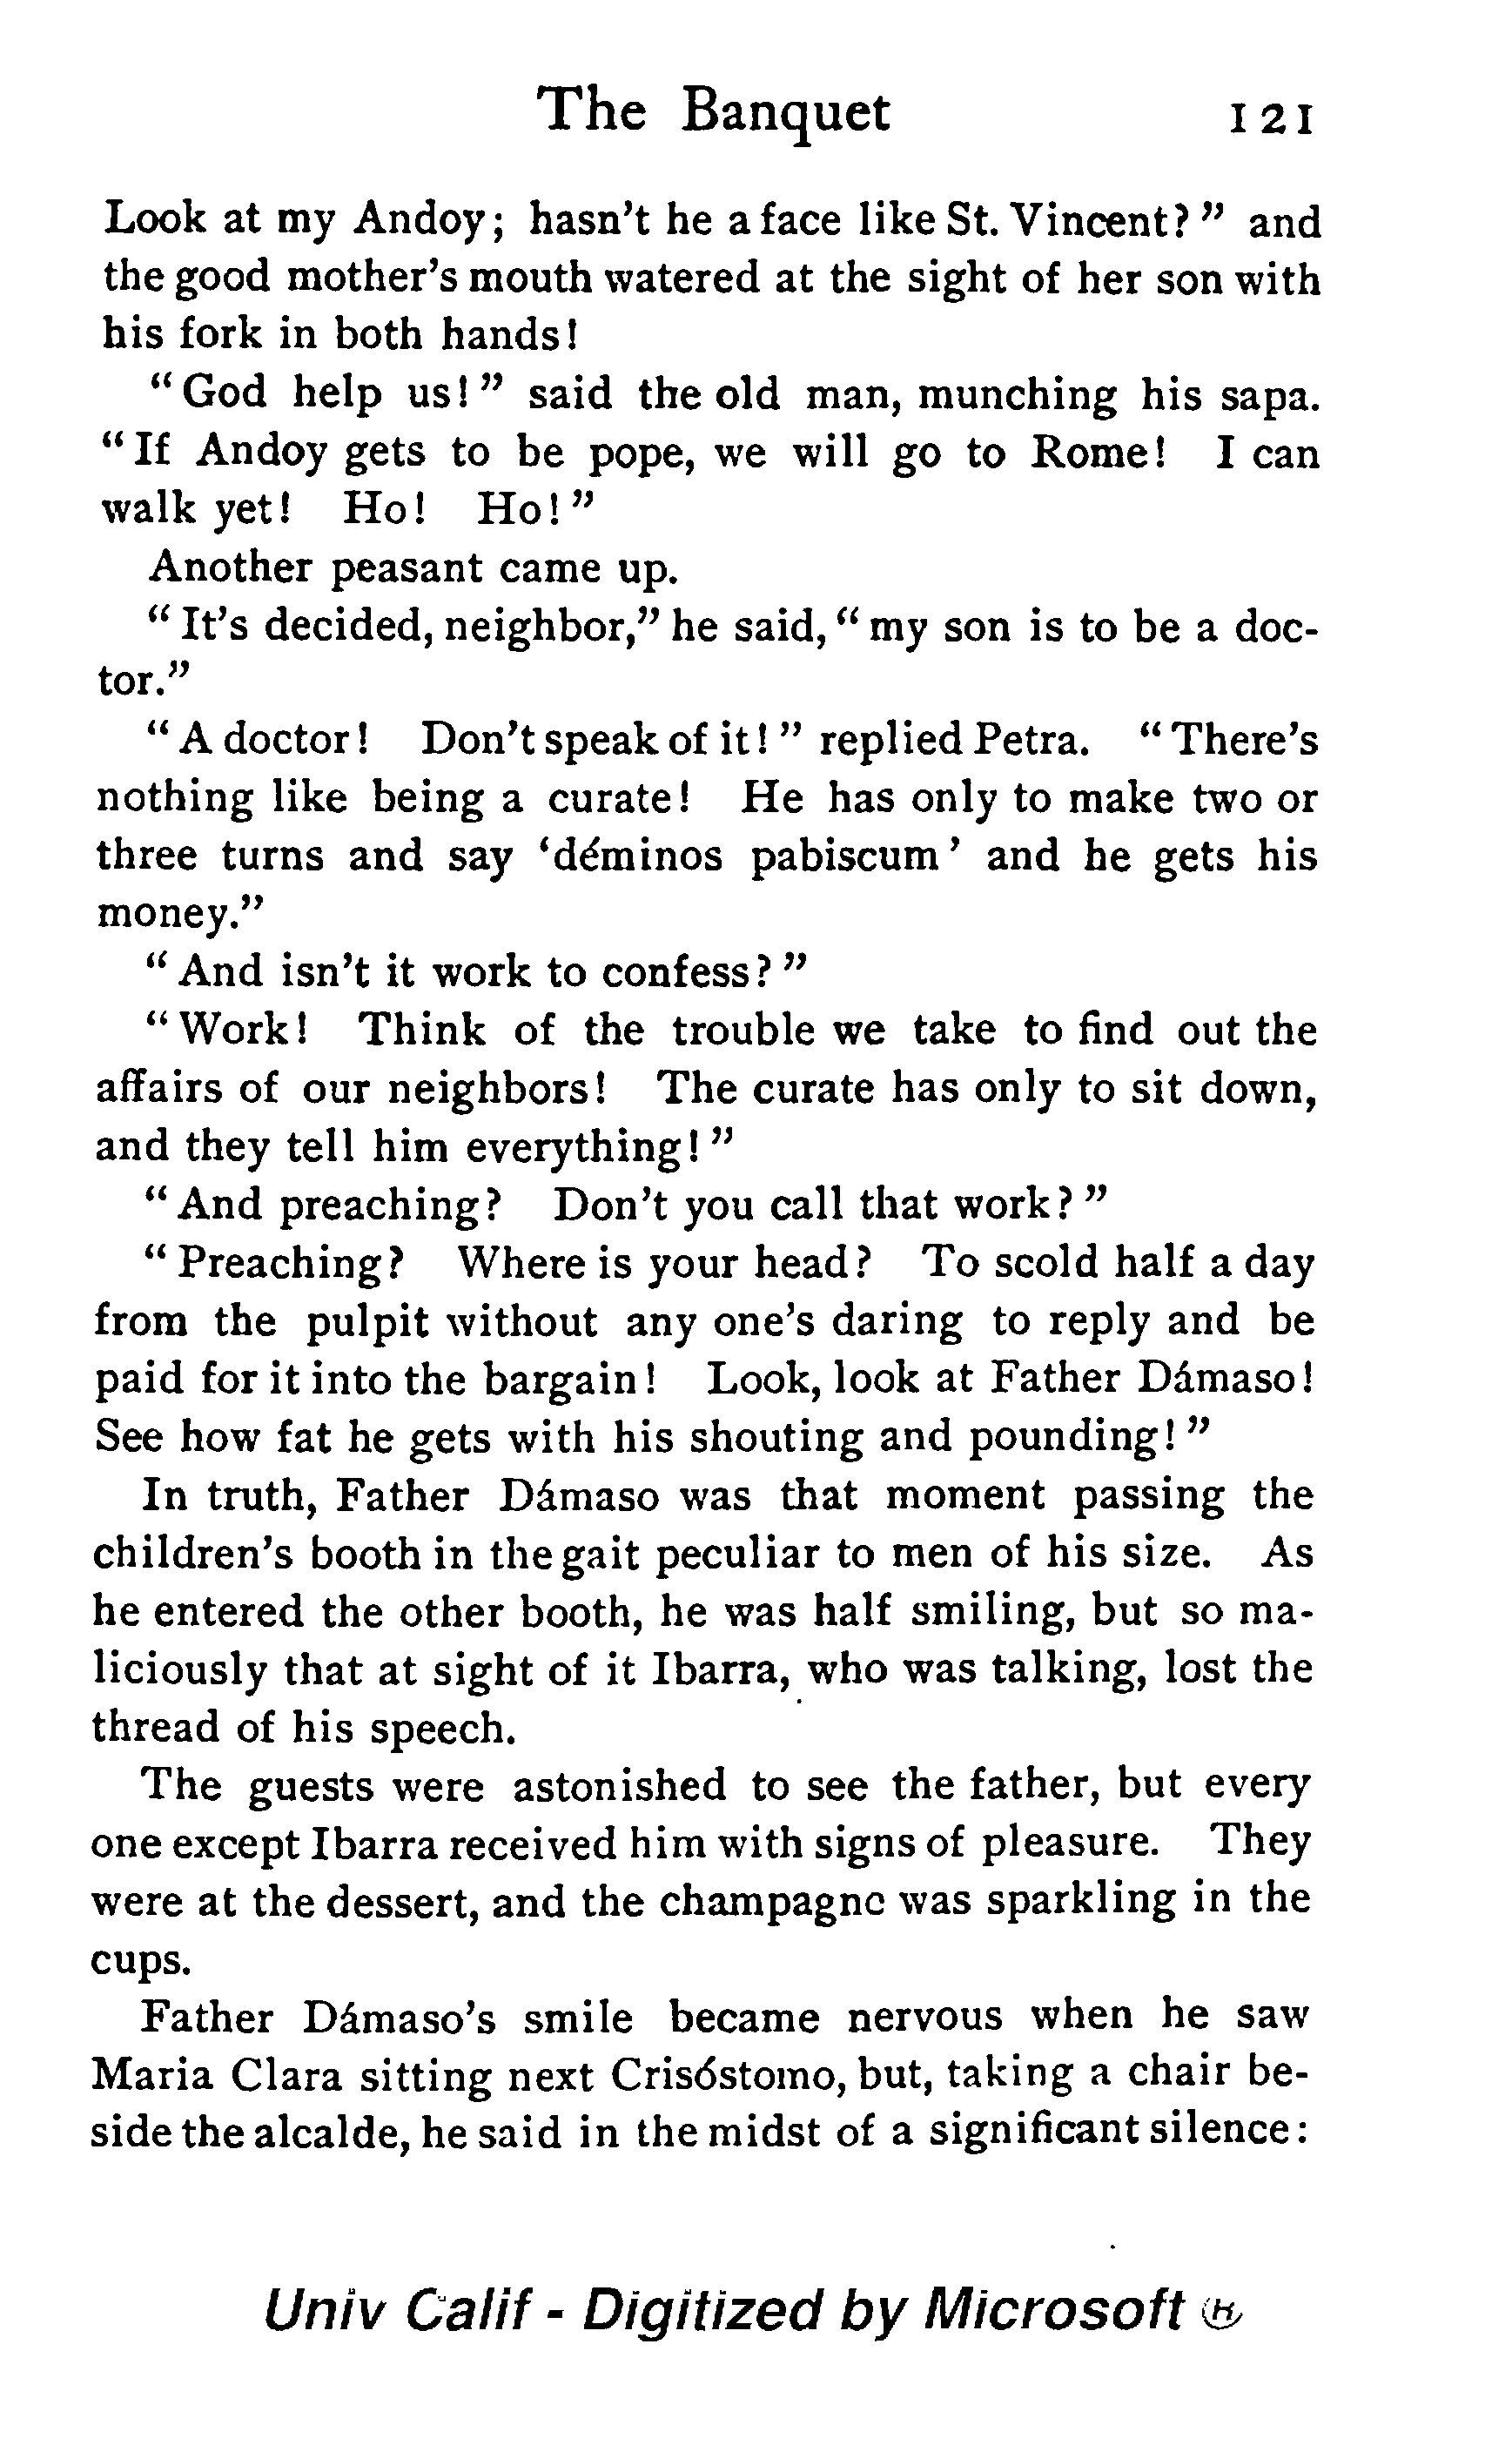 The Banquet 121
Look at my Andoy; hasn't he a face like St. Vincent?" and
the good mother's mouth watered at the sight of her son with
his fork in both hands!
"God help us!" said the old man, munching his sapa.
"If Andoy gets to be pope, we will go to Rome! I can
walk yet! Ho! Ho!"
Another peasant came up.
"It's decided, neighbor," he said, "my son is to be a doc-
tor."
"A doctor! Don't speak of it!" replied Petra. "There's
nothing like being a curate! He has only to make two or
three turns and say 'déminos pabiscum' and he gets his
money."
"And isn't it work to confess?"
"Work! Think of the trouble we take to find out the
affairs of our neighbors! The curate has only to sit down,
and they tell him everything!"
"And preaching? Don't you call that work?"
"Preaching? Where is your head? To scold half a day
from the pulpit without any one's daring to reply and be
paid for it into the bargain! Look, look at Father Dámaso!
See how fat he gets with his shouting and pounding!"
In truth, Father Dámaso was that moment passing the
children's booth in the gait peculiar to men of his size. As
he entered the other booth, he was half smiling, but so ma-
liciously that at sight of it Ibarra, who was talking, lost the
thread of his speech.
The guests were astonished to see the father, but every
one except Ibarra received him with signs of pleasure. They
were at the dessert, and the champagne was sparkling in the
cups.
Father Dámaso's smile became nervous when he saw
Maria Clara sitting next Crisóstomo, but, taking a chair be-
side the alcalde, he said in the midst of a significant silence:
Univ Calif - Digitized by Microsoft ®